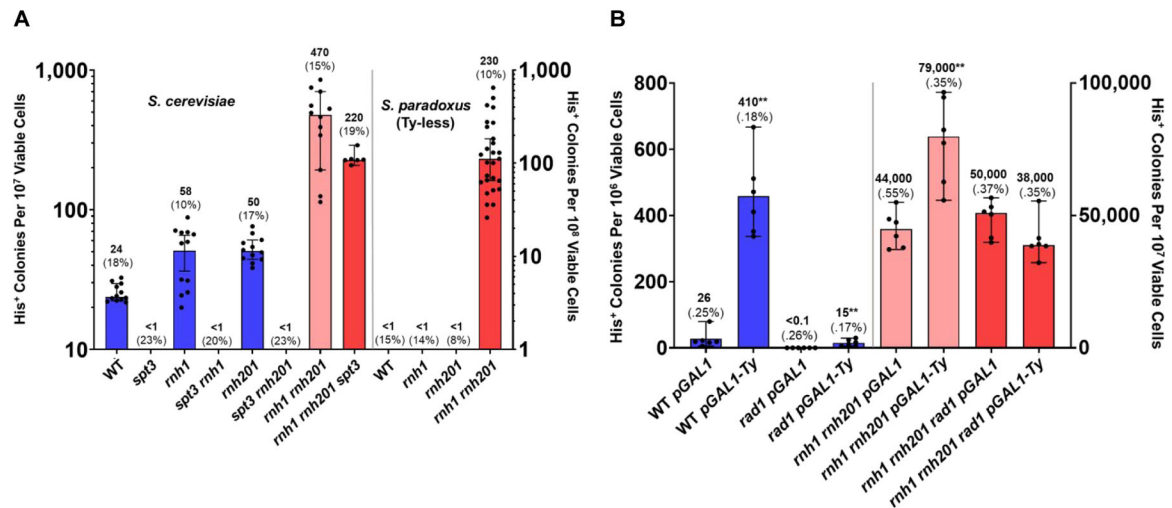 A
His⁺ Colonies Per 10⁷ Viable Cells
1,000
100
10
S. cerevisiae
S. paradoxus
(Ty-less)
24
(18%)
<1
(23%)
58
(10%)
<1
(20%)
50
(17%)
<1
(23%)
470
(15%)
220
(19%)
<1
(15%)
<1
(14%)
<1
(8%)
230
(10%)
1,000
100
10
1
His⁺ Colonies Per 10⁸ Viable Cells
WT
spt3
rnh1
spt3 rnh1
rnh201
spt3 rnh201
rnh1 rnh201
rnh1 rnh201 spt3
WT
rnh1
rnh201
rnh1 rnh201
B
His⁺ Colonies Per 10⁶ Viable Cells
800
600
400
200
0
26
(.25%)
410**
(.18%)
<0.1
(.26%)
15**
(.17%)
44,000
(.55%)
79,000**
(.35%)
50,000
(.37%)
38,000
(.35%)
100,000
50,000
0
His⁺ Colonies Per 10⁷ Viable Cells
WT pGAL1
WT pGAL1-Ty
rad1 pGAL1
rad1 pGAL1-Ty
rnh1 rnh201 pGAL1
rnh1 rnh201 pGAL1-Ty
rnh1 rnh201 rad1 pGAL1
rnh1 rnh201 rad1 pGAL1-Ty